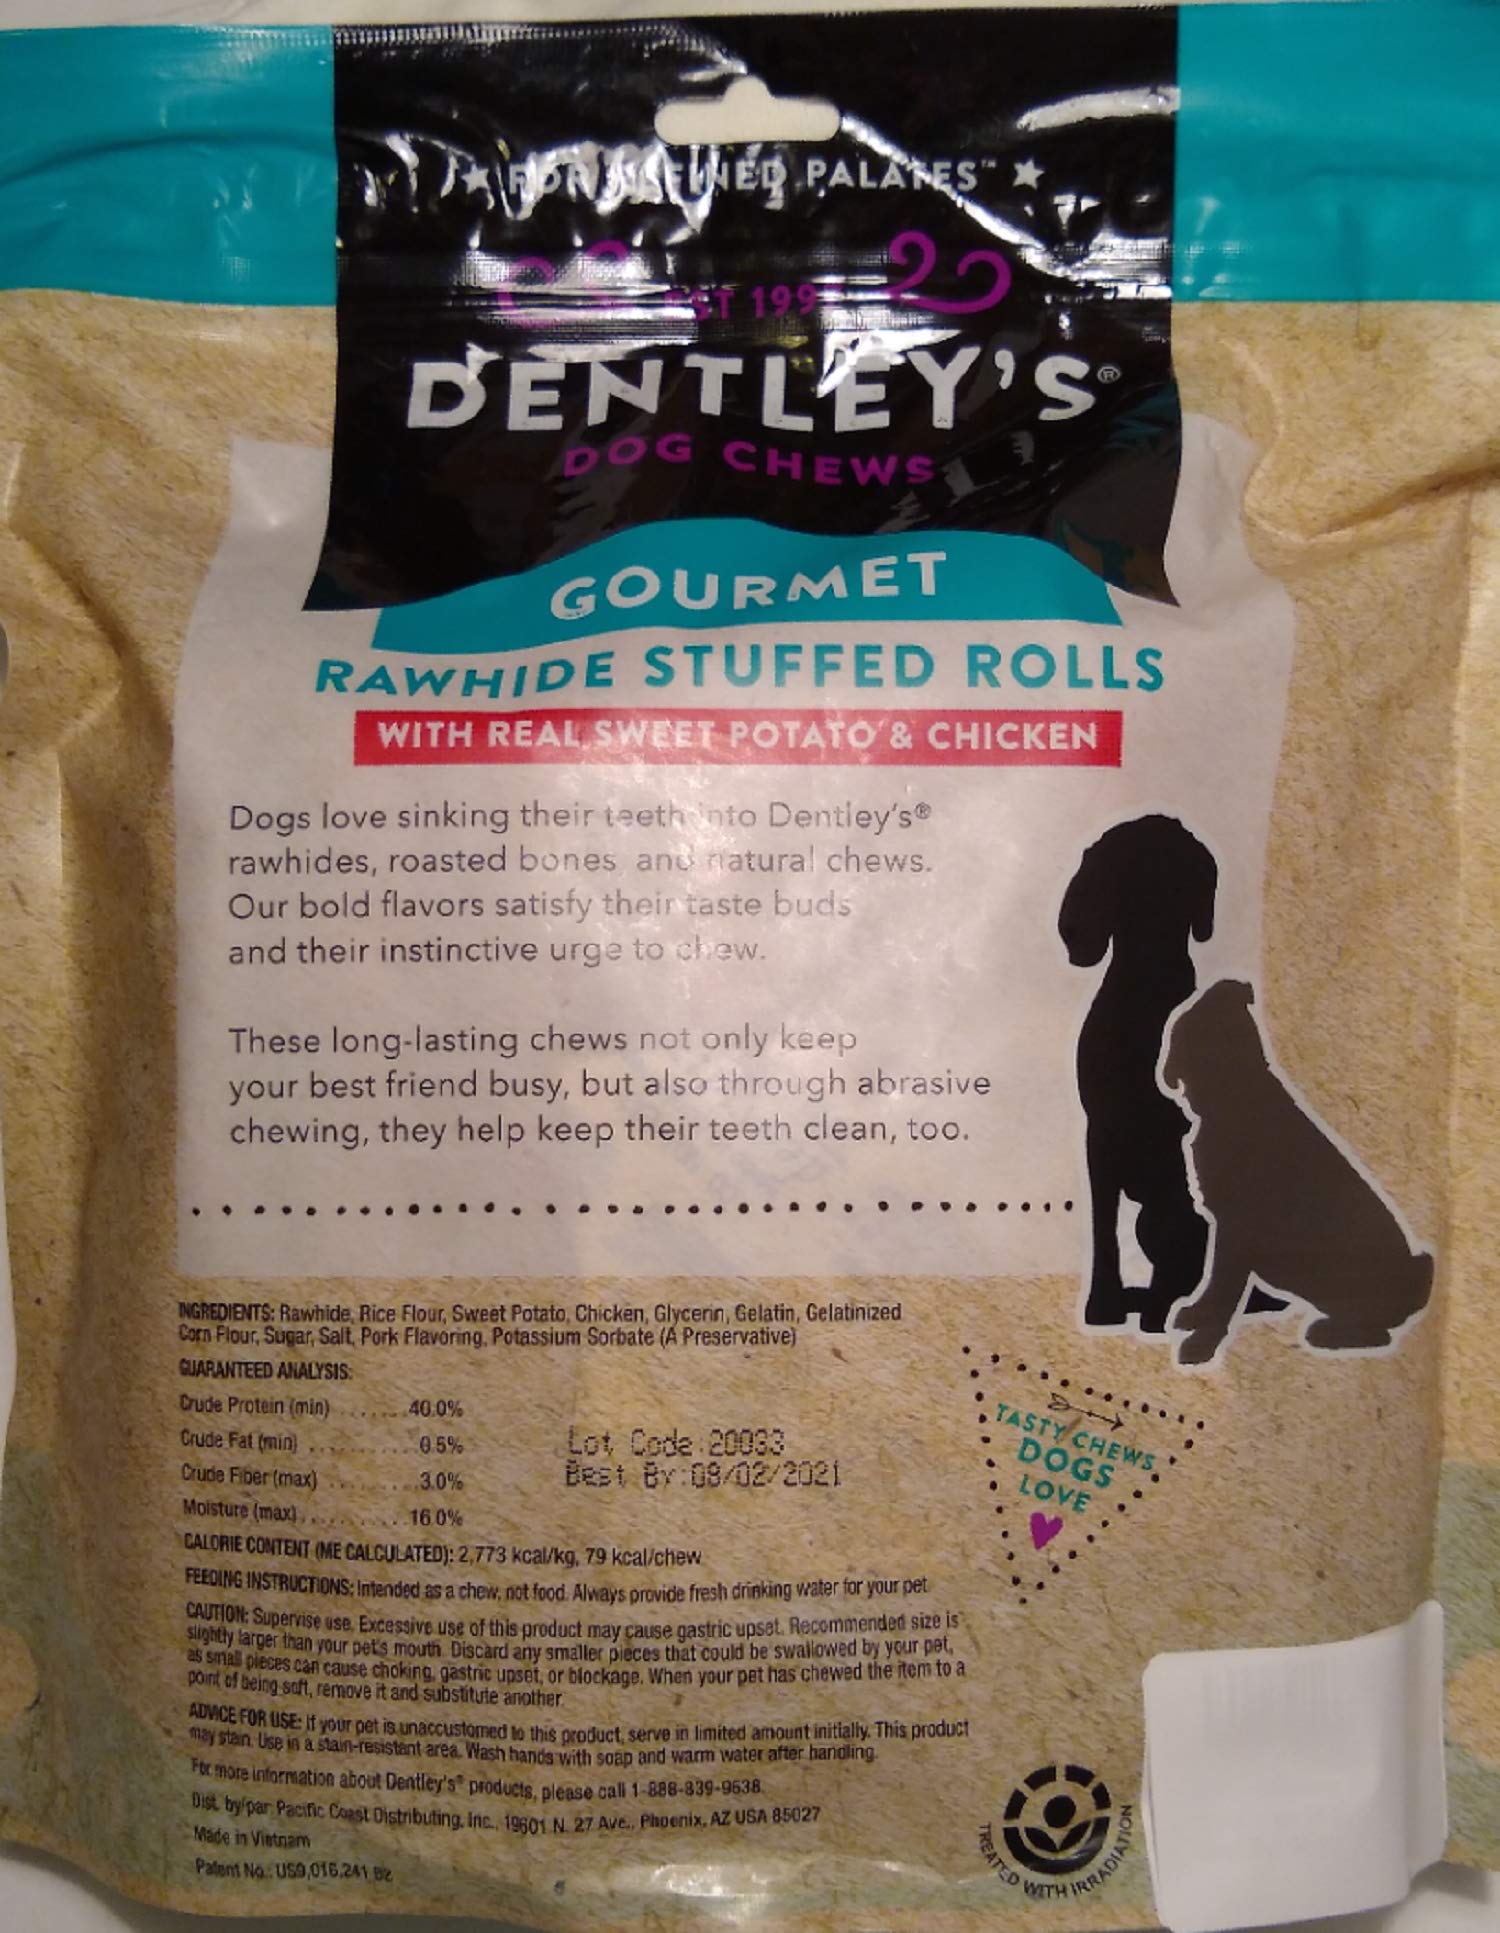 ★ FOR REFINED PALATES™ ★
EST 199
DENTLEY'S®
DOG CHEWS
GOURMET
RAWHIDE STUFFED ROLLS
WITH REAL SWEET POTATO & CHICKEN
Dogs love sinking their teeth into Dentley's®
rawhides, roasted bones and natural chews.
Our bold flavors satisfy their taste buds
and their instinctive urge to chew.
These long-lasting chews not only keep
your best friend busy, but also through abrasive
chewing, they help keep their teeth clean, too.
INGREDIENTS: Rawhide, Rice Flour, Sweet Potato, Chicken, Glycerin, Gelatin, Gelatinized
Corn Flour, Sugar, Salt, Pork Flavoring, Potassium Sorbate (A Preservative)
GUARANTEED ANALYSIS:
Crude Protein (min) ........40.0%
Crude Fat (min) ............0.5%
Crude Fiber (max) ..........3.0%
Moisture (max)............16.0%
Lot Code:20033
Best By:08/02/2021
TASTY CHEWS
DOGS
LOVE
CALORIE CONTENT (ME CALCULATED): 2,773 kcal/kg, 79 kcal/chew
FEEDING INSTRUCTIONS: Intended as a chew, not food. Always provide fresh drinking water for your pet
CAUTION: Supervise use. Excessive use of this product may cause gastric upset. Recommended size is
slightly larger than your pet's mouth. Discard any smaller pieces that could be swallowed by your pet,
as small pieces can cause choking, gastric upset, or blockage. When your pet has chewed the item to a
point of being soft, remove it and substitute another.
ADVICE FOR USE: If your pet is unaccustomed to this product, serve in limited amount initially. This product
may stain. Use in a stain-resistant area. Wash hands with soap and warm water after handling.
For more information about Dentley's® products, please call 1-888-839-9638.
Dist. by/par Pacific Coast Distributing, Inc., 19601 N. 27 Ave., Phoenix, AZ USA 85027
Made in Vietnam
Patent No.: US9,016,241 B2
TREATED WITH IRRADIATION